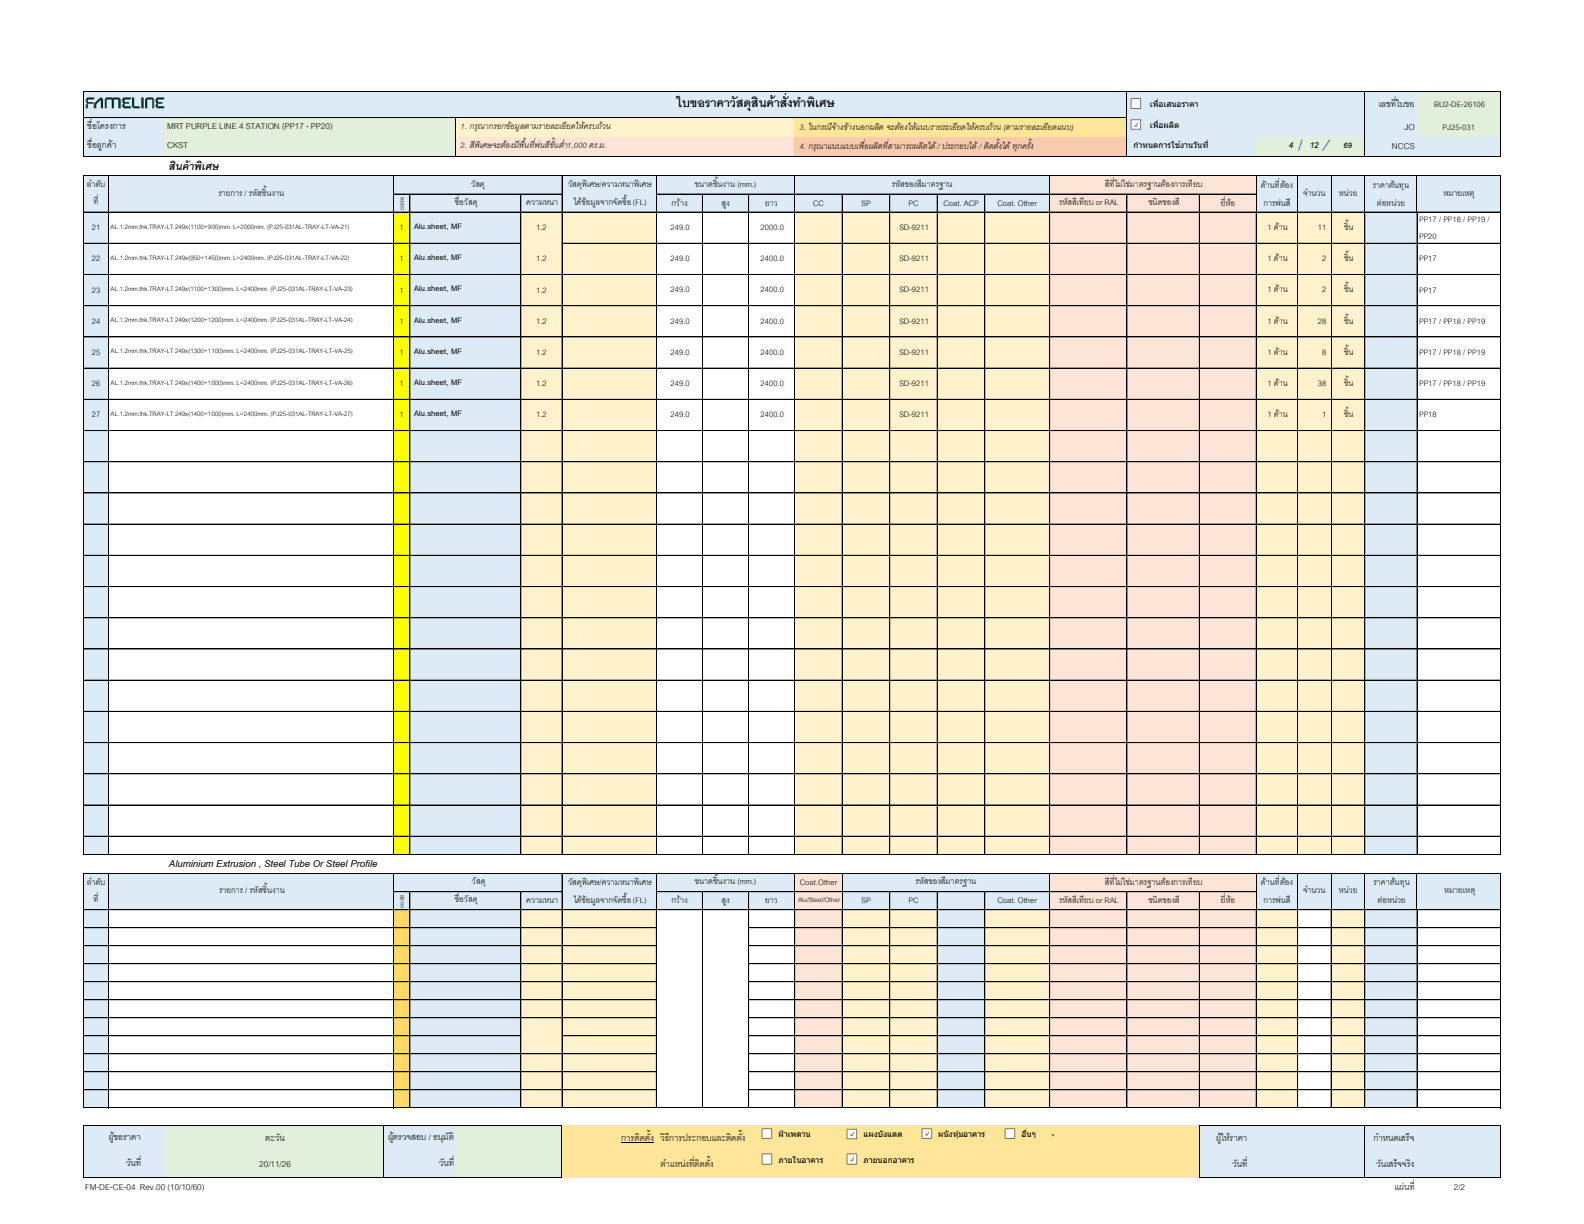 FAMELINE
ใบขอราคาวัสดุสินค้าสั่งทำพิเศษ
เพื่อเสนอราคา
เลขที่ใบขอ BU2-DE-26106
ชื่อโครงการ MRT PURPLE LINE 4 STATION (PP17 - PP20)
1. กรุณากรอกข้อมูลตามรายละเอียดให้ครบถ้วน
3. ในกรณีจ้างช้างนอกผลิต จะต้องให้แนบรายระเอียดให้ครบถ้วน (ตามรายละเอียดแนบ)
เพื่อผลิต
JO PJ25-031
ชื่อลูกค้า CKST
2. สีพิเศษจะต้องมีพื้นที่พ่นสีขั้นต่ำ1,000 ตร.ม.
4. กรุณาแนบแบบเพื่อผลิตที่สามารถผลิตได้ / ประกอบได้ / ติดตั้งได้ ทุกครั้ง
กำหนดการใช้งานวันที่ 4 / 12 / 69
NCCS
สินค้าพิเศษ
ลำดับ รายการ / รหัสชิ้นงาน วัสดุ วัสดุพิเศษ/ความหนาพิเศษ ขนาดชิ้นงาน (mm.) รหัสของสีมาตรฐาน สีที่ไม่ใช่มาตรฐานต้องการเทียบ ด้านที่ต้อง จำนวน หน่วย ราคาต้นทุน หมายเหตุ
ที่ code ชื่อวัสดุ ความหนา ได้ข้อมูลจากจัดซื้อ (FL) กว้าง สูง ยาว CC SP PC Coat. ACP Coat. Other รหัสสีเทียบ or RAL ชนิดของสี ยี่ห้อ การพ่นสี ต่อหน่วย
21 AL.1.2mm.thk.TRAY-LT 249x(1100+900)mm. L=2000mm. (PJ25-031AL-TRAY-LT-VA-21) 1 Alu.sheet, MF 1.2 249.0 2000.0 SD-9211 1 ด้าน 11 ชิ้น PP17 / PP18 / PP19 /
PP20
22 AL.1.2mm.thk.TRAY-LT 249x(950+1450)mm. L=2400mm. (PJ25-031AL-TRAY-LT-VA-22) 1 Alu.sheet, MF 1.2 249.0 2400.0 SD-9211 1 ด้าน 2 ชิ้น PP17
23 AL.1.2mm.thk.TRAY-LT 249x(1100+1300)mm. L=2400mm. (PJ25-031AL-TRAY-LT-VA-23) 1 Alu.sheet, MF 1.2 249.0 2400.0 SD-9211 1 ด้าน 2 ชิ้น PP17
24 AL.1.2mm.thk.TRAY-LT 249x(1200+1200)mm. L=2400mm. (PJ25-031AL-TRAY-LT-VA-24) 1 Alu.sheet, MF 1.2 249.0 2400.0 SD-9211 1 ด้าน 28 ชิ้น PP17 / PP18 / PP19
25 AL.1.2mm.thk.TRAY-LT 249x(1300+1100)mm. L=2400mm. (PJ25-031AL-TRAY-LT-VA-25) 1 Alu.sheet, MF 1.2 249.0 2400.0 SD-9211 1 ด้าน 8 ชิ้น PP17 / PP18 / PP19
26 AL.1.2mm.thk.TRAY-LT 249x(1400+1000)mm. L=2400mm. (PJ25-031AL-TRAY-LT-VA-26) 1 Alu.sheet, MF 1.2 249.0 2400.0 SD-9211 1 ด้าน 38 ชิ้น PP17 / PP18 / PP19
27 AL.1.2mm.thk.TRAY-LT 249x(1400+1000)mm. L=2400mm. (PJ25-031AL-TRAY-LT-VA-27) 1 Alu.sheet, MF 1.2 249.0 2400.0 SD-9211 1 ด้าน 1 ชิ้น PP18
Aluminium Extrusion , Steel Tube Or Steel Profile
ลำดับ รายการ / รหัสชิ้นงาน วัสดุ วัสดุพิเศษ/ความหนาพิเศษ ขนาดชิ้นงาน (mm.) Coat.Other รหัสของสีมาตรฐาน สีที่ไม่ใช่มาตรฐานต้องการเทียบ ด้านที่ต้อง จำนวน หน่วย ราคาต้นทุน หมายเหตุ
ที่ code ชื่อวัสดุ ความหนา ได้ข้อมูลจากจัดซื้อ (FL) กว้าง สูง ยาว Alu/Steel/Other SP PC Coat. Other รหัสสีเทียบ or RAL ชนิดของสี ยี่ห้อ การพ่นสี ต่อหน่วย
ผู้ขอราคา ตะวัน ผู้ตรวจสอบ / อนุมัติ การติดตั้ง วิธีการประกอบและติดตั้ง ฝ้าเพดาน แผงบังแดด ผนังหุ้มอาคาร อื่นๆ ผู้ให้ราคา กำหนดเสร็จ
วันที่ 20/11/26 วันที่ ตำแหน่งที่ติดตั้ง ภายในอาคาร ภายนอกอาคาร วันที่ วันเสร็จจริง
FM-DE-CE-04 Rev.00 (10/10/60) แผ่นที่ 2/2